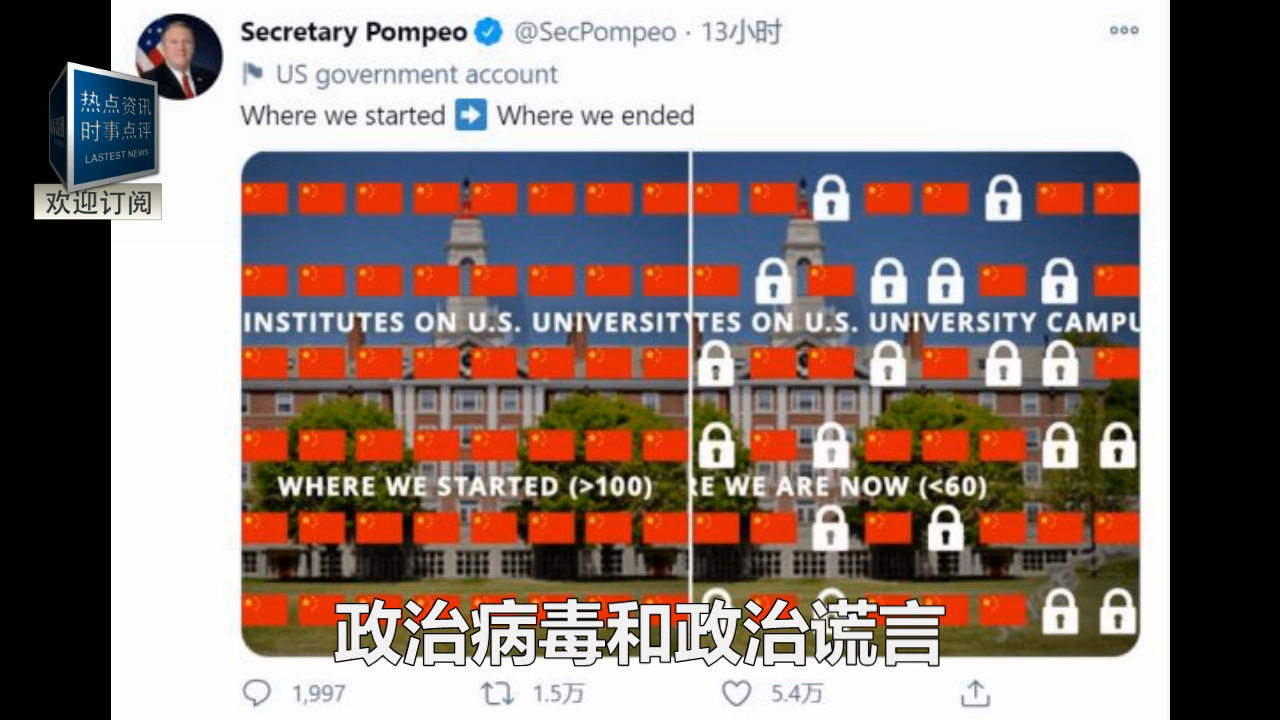 Secretary Pompeo @SecPompeo · 13小时
US government account
Where we started ➡ Where we ended
热点资讯
时事点评
LASTEST NEWS
欢迎订阅
INSTITUTES ON U.S. UNIVERSITY
TES ON U.S. UNIVERSITY CAMPU
WHERE WE STARTED (>100)
RE WE ARE NOW (<60)
政治病毒和政治谎言
1,997 1.5万 5.4万